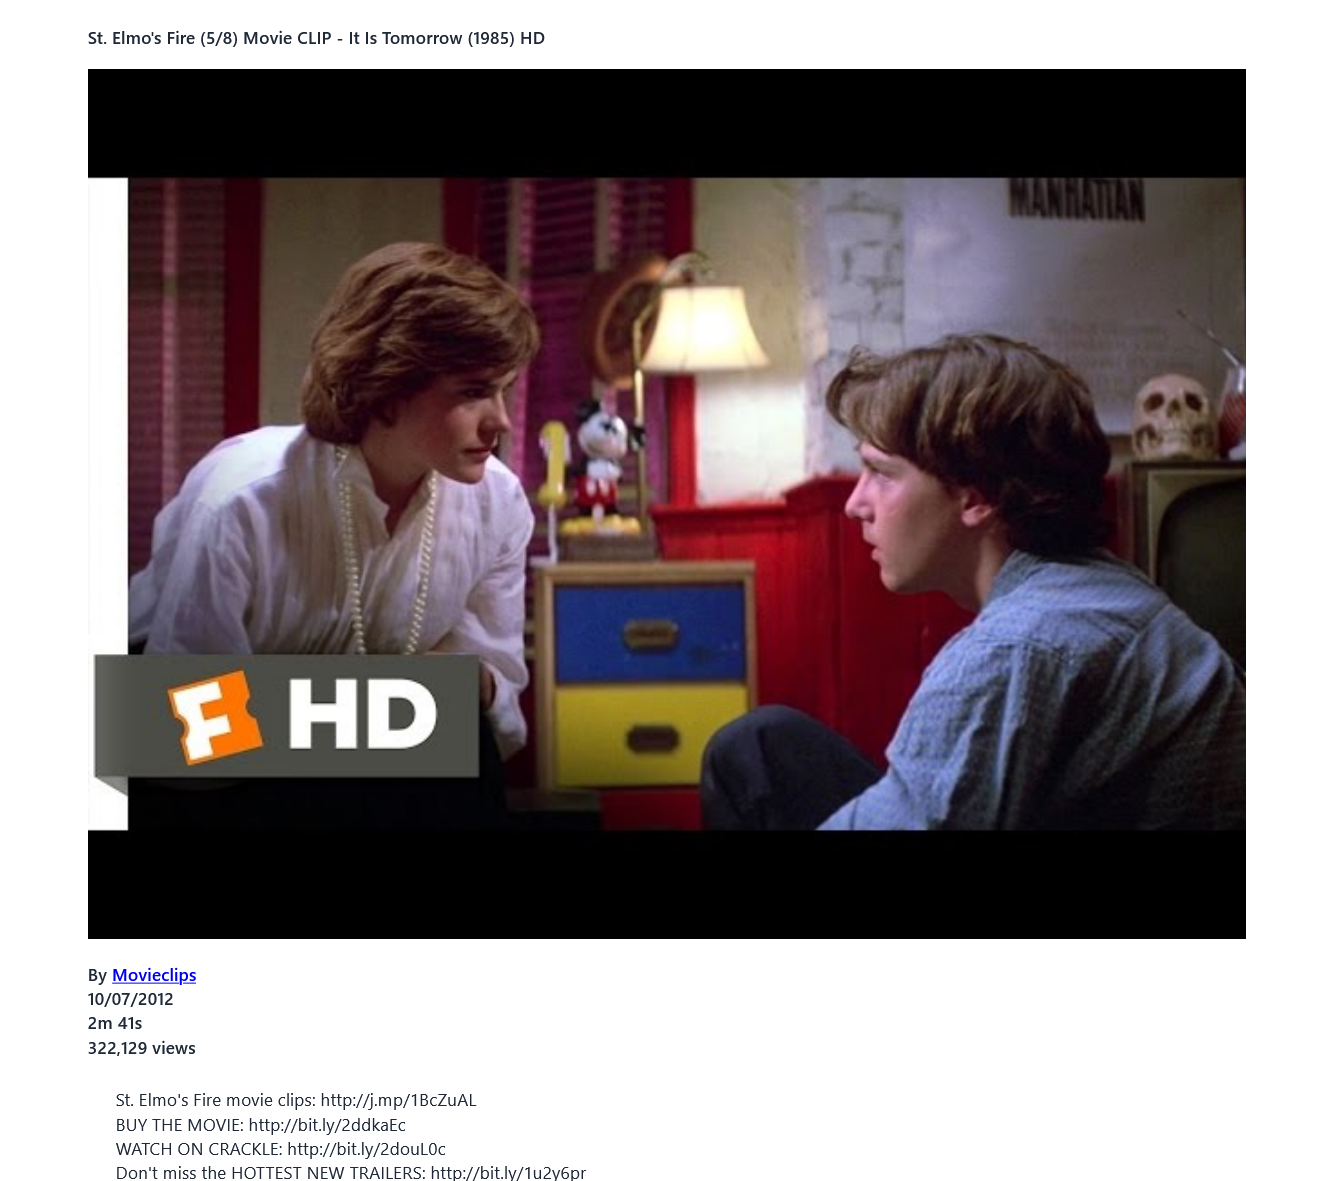 St. Elmo's Fire (5/8) Movie CLIP - It Is Tomorrow (1985) HD
MANHATTAN
F HD
By Movieclips
10/07/2012
2m 41s
322,129 views
St. Elmo's Fire movie clips: http://j.mp/1BcZuAL
BUY THE MOVIE: http://bit.ly/2ddkaEc
WATCH ON CRACKLE: http://bit.ly/2douL0c
Don't miss the HOTTEST NEW TRAILERS: http://bit.ly/1u2y6pr